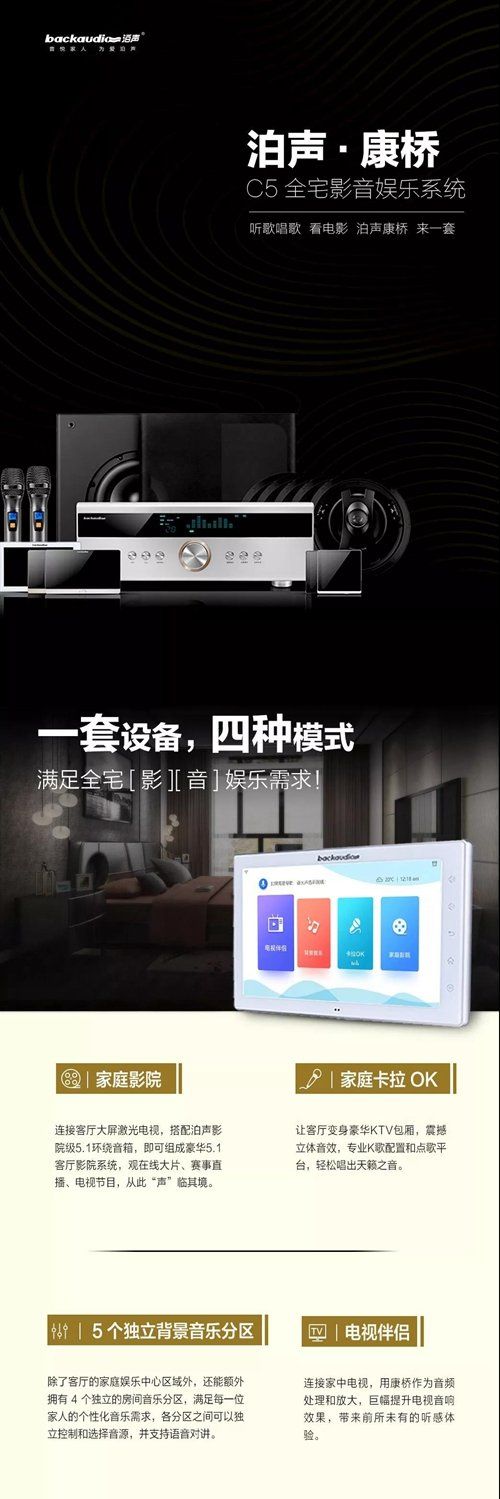 backaudio泊声®
音悦家人 为爱泊声
泊声·康桥
C5 全宅影音娱乐系统
听歌唱歌 看电影 泊声康桥 来一套
backaudio
一套设备，四种模式
满足全宅[影][音]娱乐需求！
backaudio
20℃ | 12:18 am
电视伴侣
背景音乐
卡拉OK
家庭影院
家庭影院
连接客厅大屏激光电视，搭配泊声影
院级5.1环绕音箱，即可组成豪华5.1
客厅影院系统，观在线大片、赛事直
播、电视节目，从此“声”临其境。
家庭卡拉 OK
让客厅变身豪华KTV包厢，震撼
立体音效，专业K歌配置和点歌平
台，轻松唱出天籁之音。
5 个独立背景音乐分区
除了客厅的家庭娱乐中心区域外，还能额外
拥有 4 个独立的房间音乐分区，满足每一位
家人的个性化音乐需求，各分区之间可以独
立控制和选择音源，并支持语音对讲。
TV
电视伴侣
连接家中电视，用康桥作为音频
处理和放大，巨幅提升电视音响
效果，带来前所未有的听感体
验。